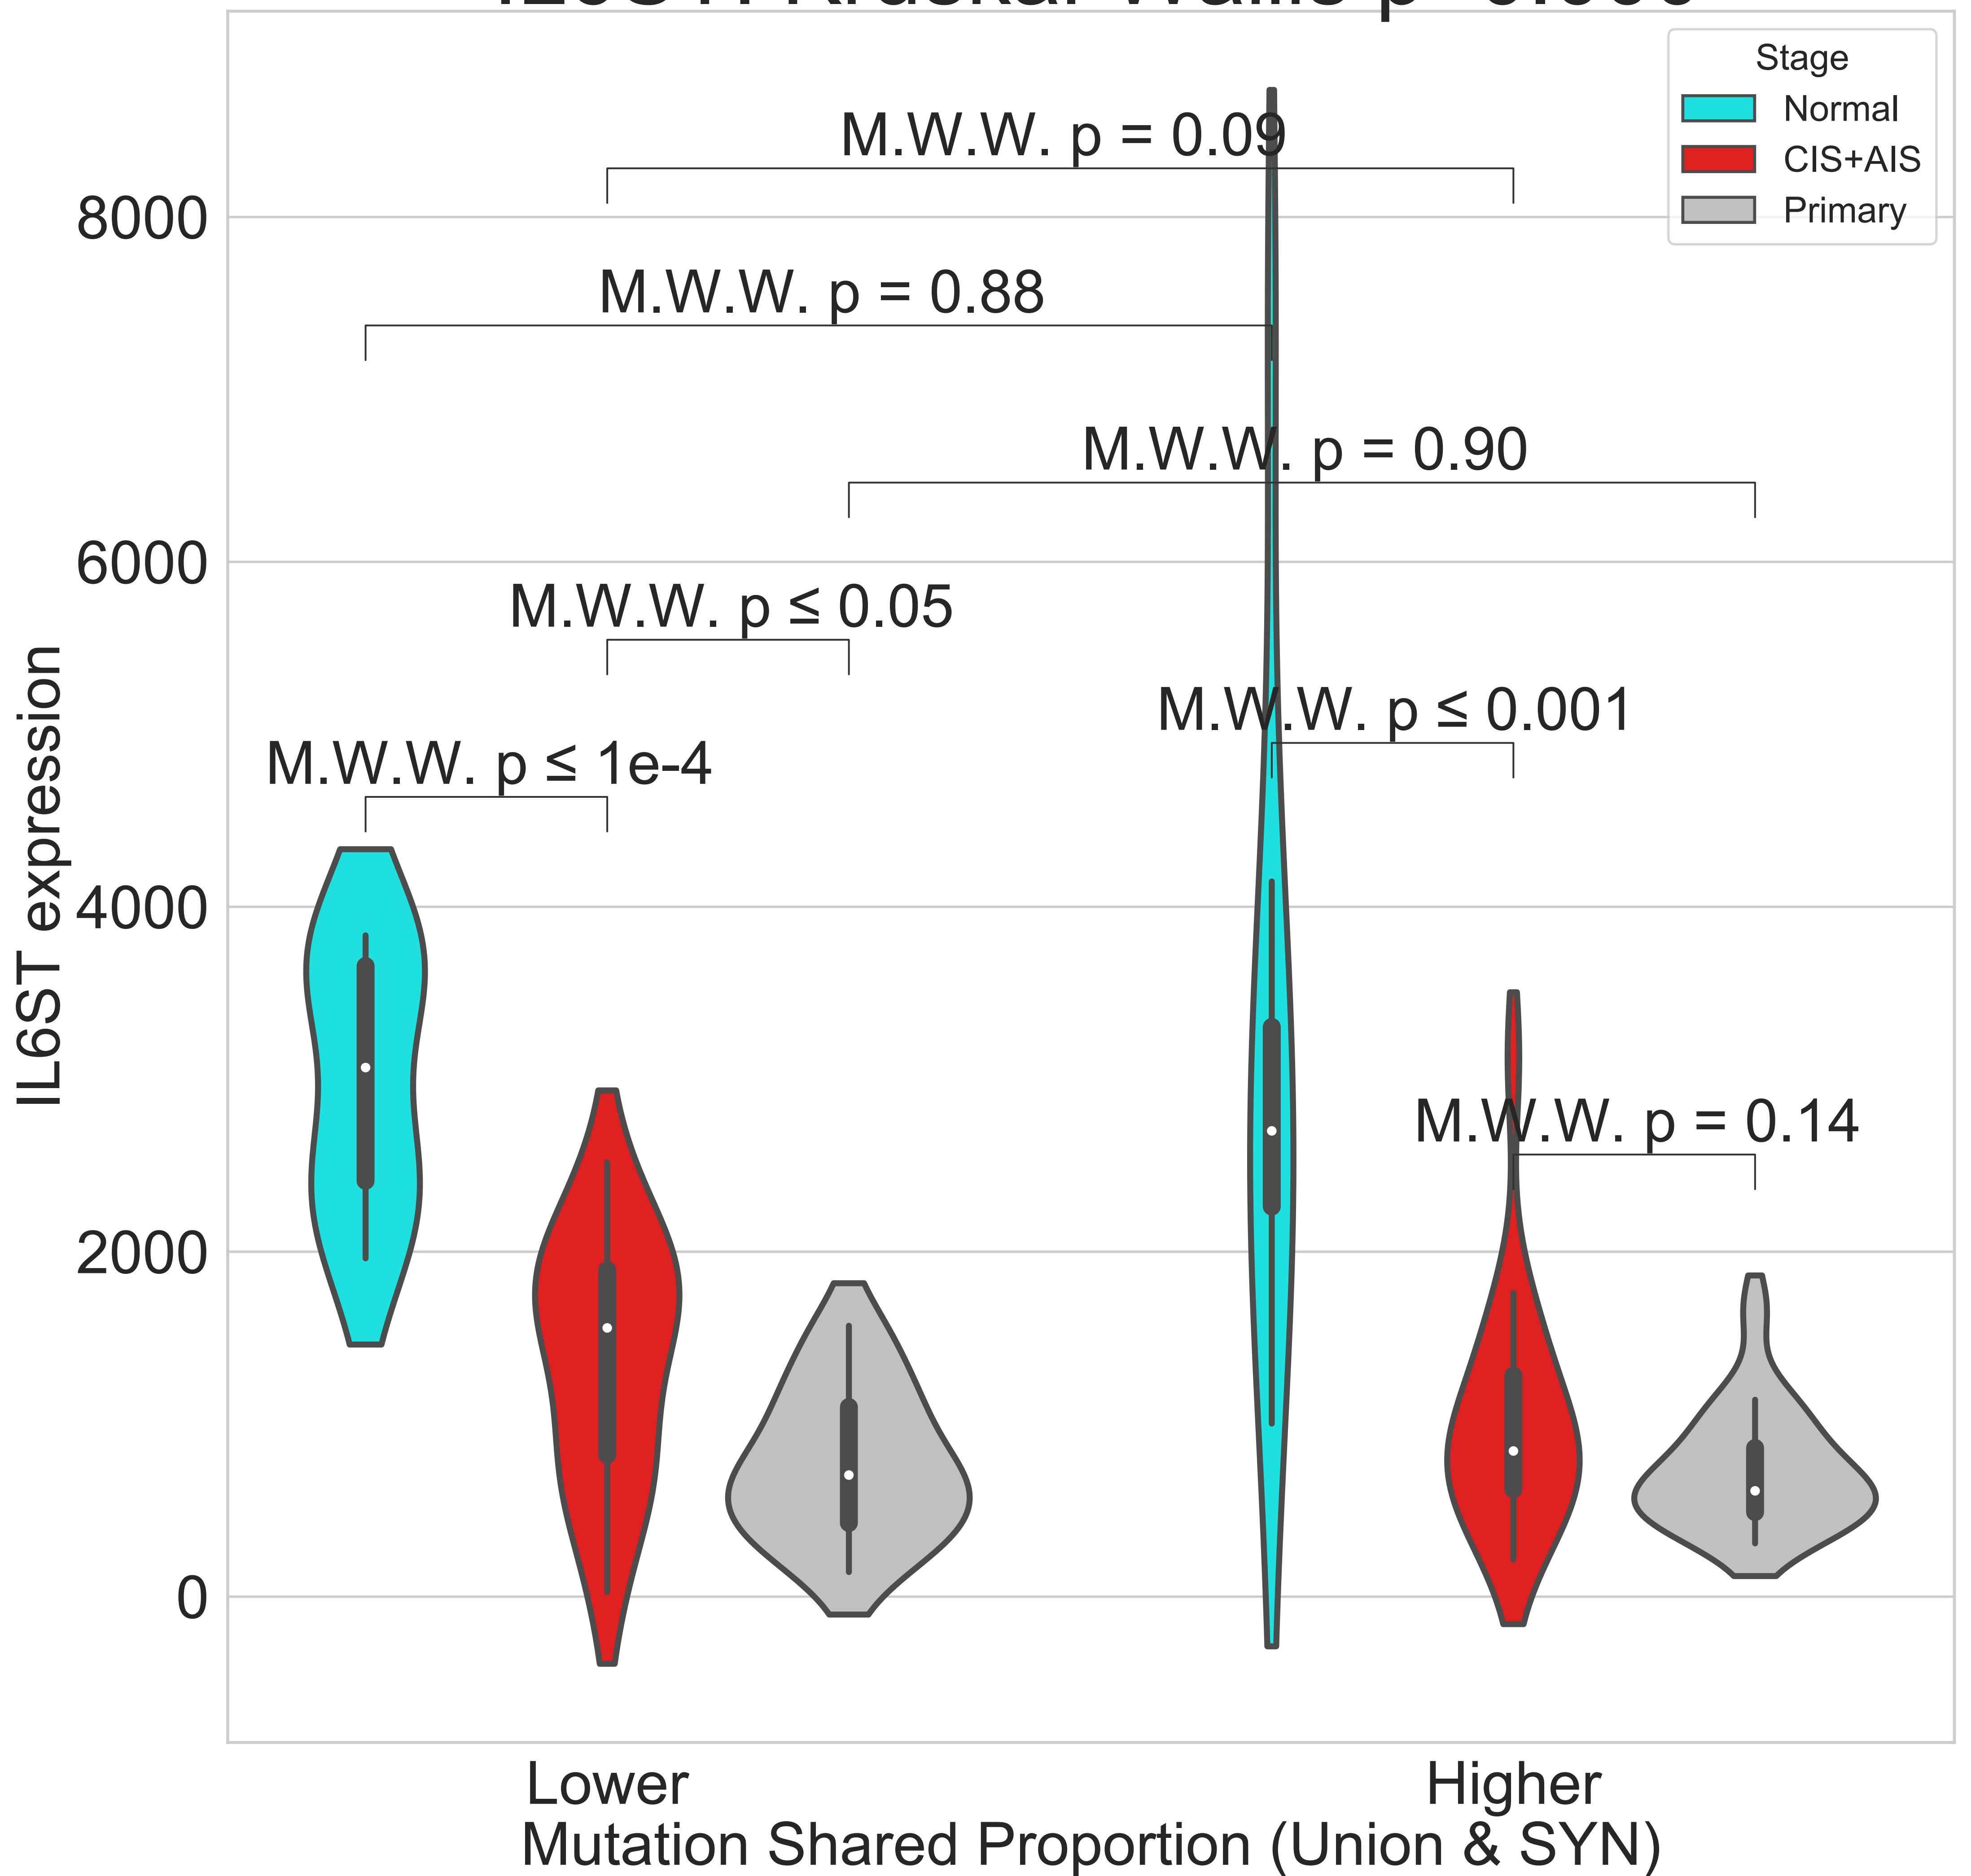 Stage
Normal
CIS+AIS
Primary
M.W.W. p = 0.09
8000
M.W.W. p = 0.88
M.W.W. p = 0.90
6000
M.W.W. p ≤ 0.05
M.W.W. p ≤ 0.001
M.W.W. p ≤ 1e-4
IL6ST expression
4000
M.W.W. p = 0.14
2000
0
Lower Higher
Mutation Shared Proportion (Union & SYN)